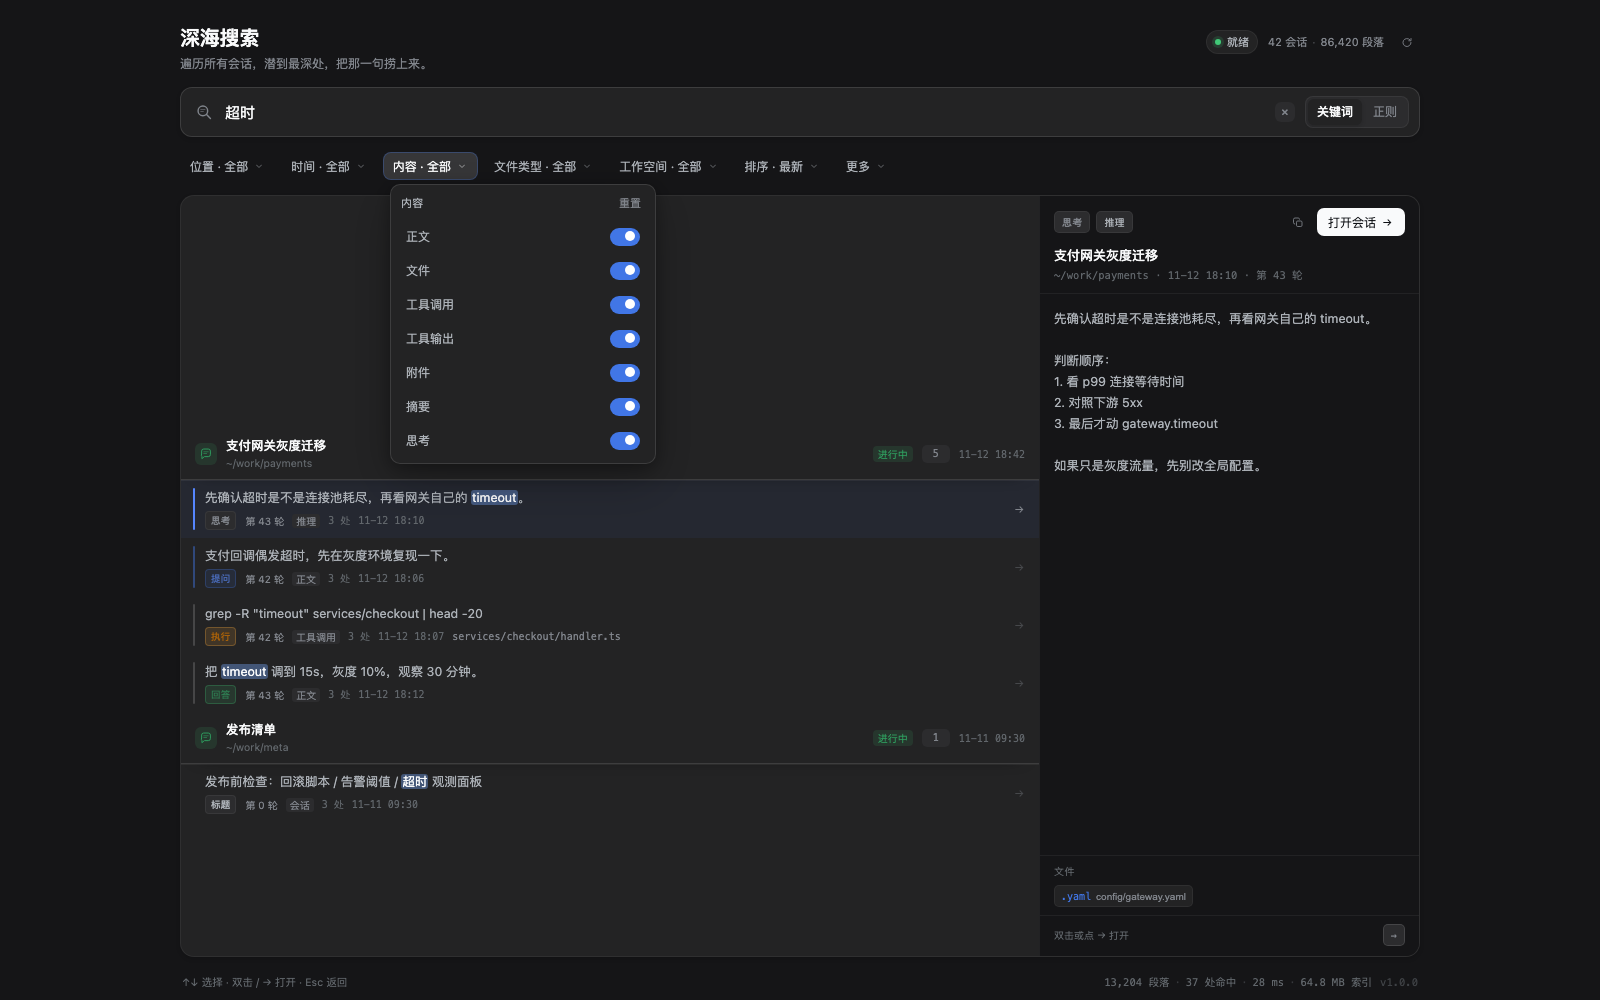 深海搜索
遍历所有会话，潜到最深处，把那一句捞上来。
就绪
42 会话 · 86,420 段落
超时
×
关键词
正则
位置 · 全部
时间 · 全部
内容 · 全部
文件类型 · 全部
工作空间 · 全部
排序 · 最新
更多
内容
重置
正文
文件
工具调用
工具输出
附件
摘要
思考
支付网关灰度迁移
~/work/payments
进行中
5
11-12 18:42
先确认超时是不是连接池耗尽，再看网关自己的 timeout。
思考 第 43 轮 推理 3 处 11-12 18:10
→
支付回调偶发超时，先在灰度环境复现一下。
提问 第 42 轮 正文 3 处 11-12 18:06
→
grep -R "timeout" services/checkout | head -20
执行 第 42 轮 工具调用 3 处 11-12 18:07 services/checkout/handler.ts
→
把 timeout 调到 15s，灰度 10%，观察 30 分钟。
回答 第 43 轮 正文 3 处 11-12 18:12
→
发布清单
~/work/meta
进行中
1
11-11 09:30
发布前检查：回滚脚本 / 告警阈值 / 超时 观测面板
标题 第 0 轮 会话 3 处 11-11 09:30
→
思考
推理
打开会话 →
支付网关灰度迁移
~/work/payments · 11-12 18:10 · 第 43 轮
先确认超时是不是连接池耗尽，再看网关自己的 timeout。
判断顺序：
1. 看 p99 连接等待时间
2. 对照下游 5xx
3. 最后才动 gateway.timeout
如果只是灰度流量，先别改全局配置。
文件
.yaml config/gateway.yaml
双击或点 → 打开
→
↑↓ 选择 · 双击 / → 打开 · Esc 返回
13,204 段落 · 37 处命中 · 28 ms · 64.8 MB 索引 v1.0.0